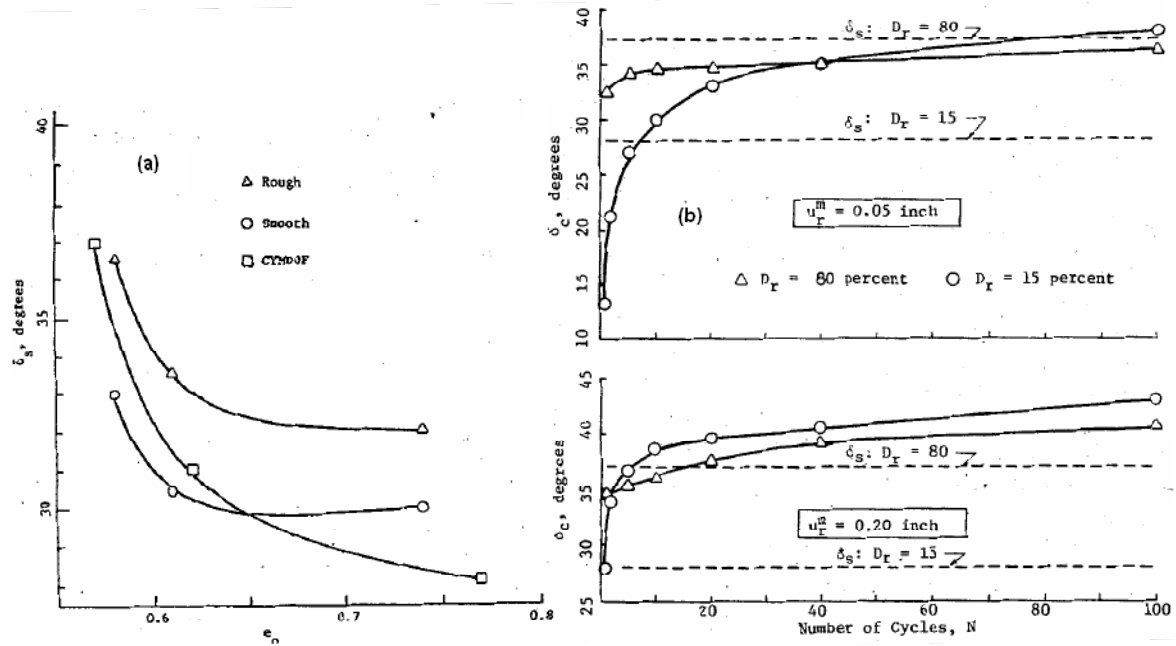 (a)
△ Rough
○ Smooth
□ CYMDOF
δs, degrees
40
35
30
0.6
0.7
0.8
eo
(b)
δs: Dr = 80
δs: Dr = 15
u_r^m = 0.05 inch
△ Dr = 80 percent ○ Dr = 15 percent
δc, degrees
40
35
30
25
20
15
10
δs: Dr = 80
u_r^m = 0.20 inch
δs: Dr = 15
δc, degrees
45
40
35
30
25
0 20 40 60 80 100
Number of Cycles, N